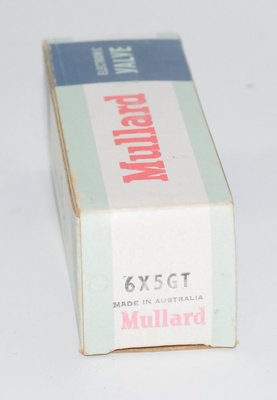 ELECTRONIC
VALVE
Mullard
6X5GT
MADE IN AUSTRALIA
Mullard